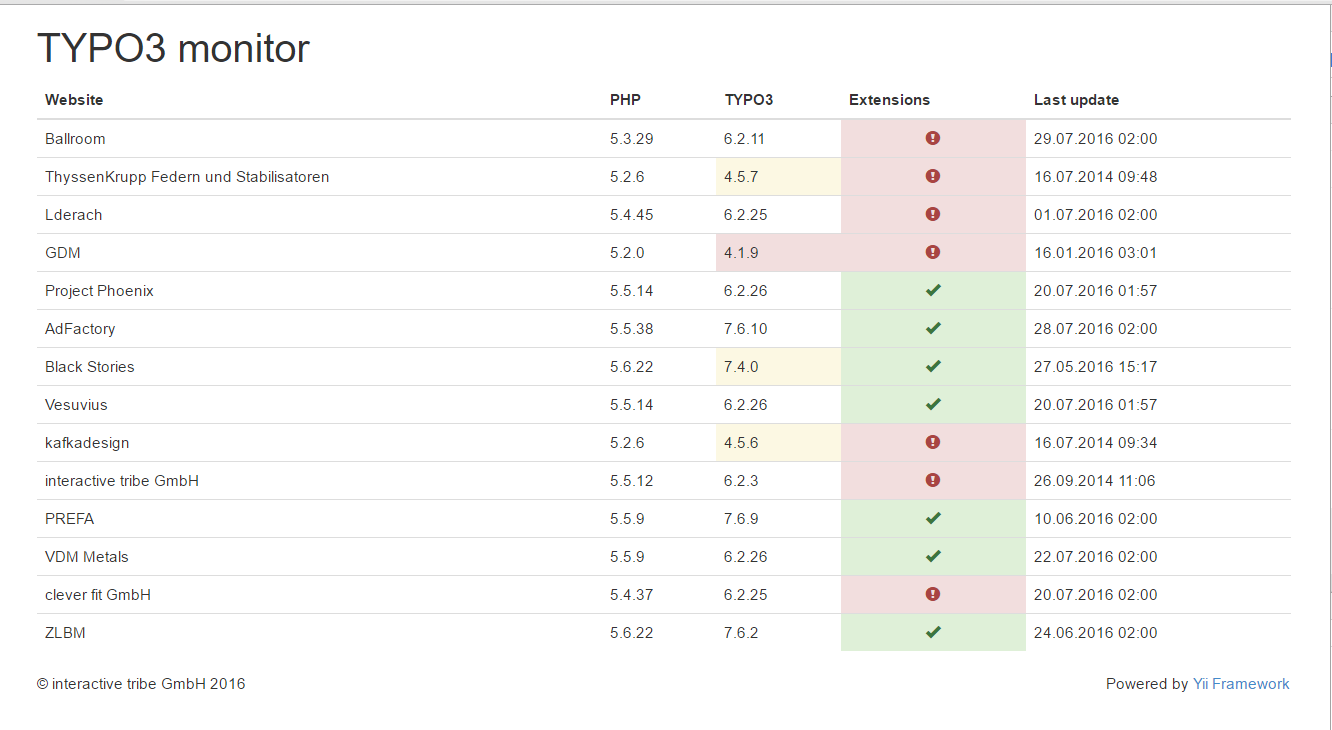 TYPO3 monitor
Website PHP TYPO3 Extensions Last update
Ballroom 5.3.29 6.2.11 29.07.2016 02:00
ThyssenKrupp Federn und Stabilisatoren 5.2.6 4.5.7 16.07.2014 09:48
Lderach 5.4.45 6.2.25 01.07.2016 02:00
GDM 5.2.0 4.1.9 16.01.2016 03:01
Project Phoenix 5.5.14 6.2.26 20.07.2016 01:57
AdFactory 5.5.38 7.6.10 28.07.2016 02:00
Black Stories 5.6.22 7.4.0 27.05.2016 15:17
Vesuvius 5.5.14 6.2.26 20.07.2016 01:57
kafkadesign 5.2.6 4.5.6 16.07.2014 09:34
interactive tribe GmbH 5.5.12 6.2.3 26.09.2014 11:06
PREFA 5.5.9 7.6.9 10.06.2016 02:00
VDM Metals 5.5.9 6.2.26 22.07.2016 02:00
clever fit GmbH 5.4.37 6.2.25 20.07.2016 02:00
ZLBM 5.6.22 7.6.2 24.06.2016 02:00
© interactive tribe GmbH 2016 Powered by Yii Framework